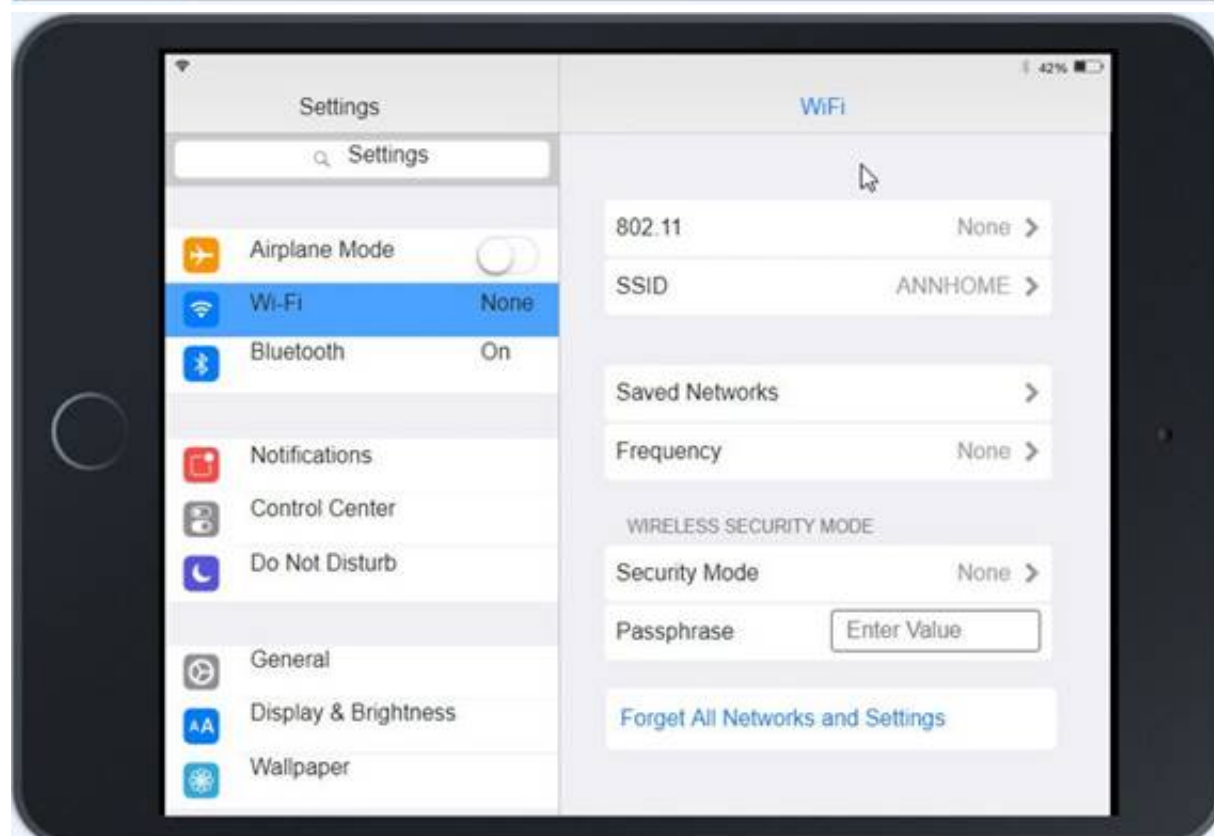 42%
Settings
WiFi
Settings
Airplane Mode
Wi-Fi None
Bluetooth On
Notifications
Control Center
Do Not Disturb
General
Display & Brightness
Wallpaper
802.11 None
SSID ANNHOME
Saved Networks
Frequency None
WIRELESS SECURITY MODE
Security Mode None
Passphrase Enter Value
Forget All Networks and Settings